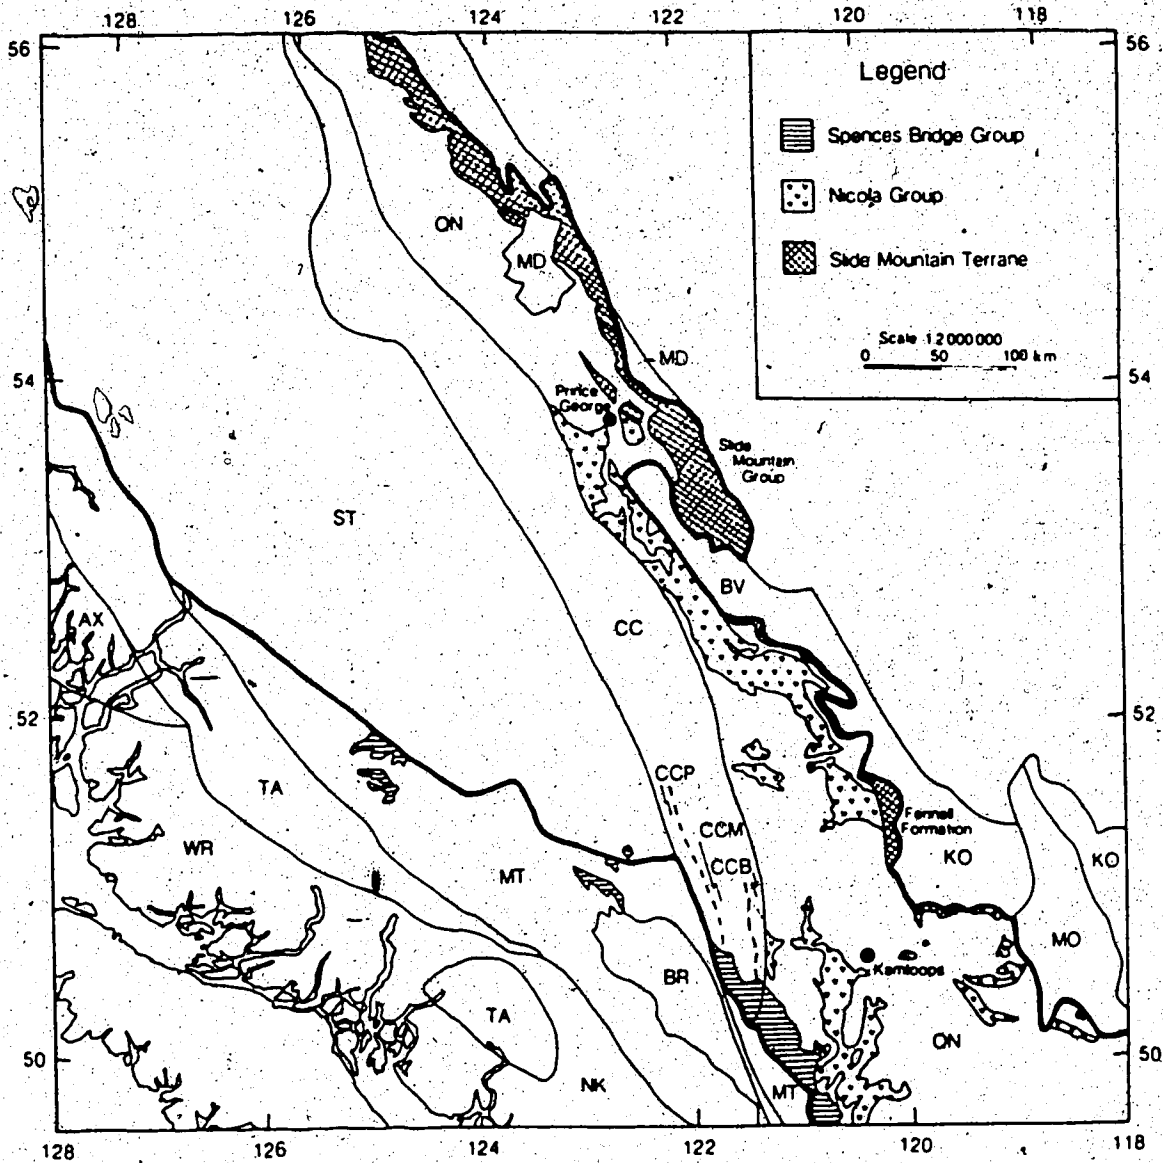 128
126
124
122
120
118
56
56
Legend
Spences Bridge Group
Nicola Group
Slide Mountain Terrane
Scale 1:2 000 000
0 50 100 km
QN
MD
MD
54
54
Prince
George
Slide
Mountain
Group
ST
BV
AX
CC
52
52
CCP
TA
CCM
Fennell
Formation
WR
CCB
KO
KO
MT
MO
BR
Kamloops
TA
QN
50
50
NK
MT
128
126
124
122
120
118